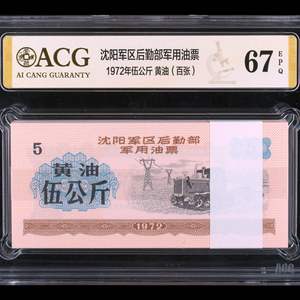 ACG
AI CANG GUARANTY
沈阳军区后勤部军用油票
1972年伍公斤 黄油（百张）
67 EPQ
沈阳军区后勤部
军用油票
5
黄油
伍公斤
1972
ACG